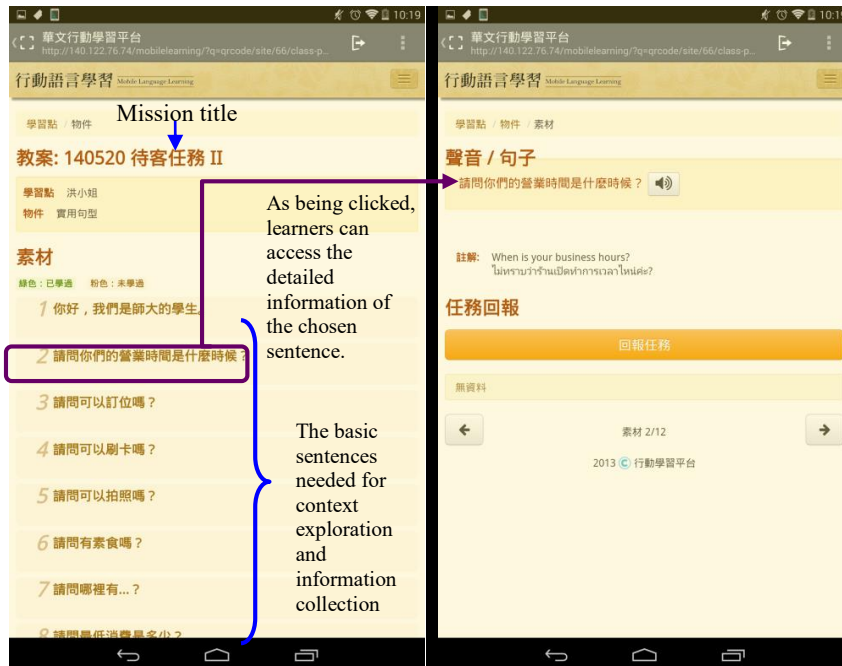 10:19
華文行動學習平台
http://140.122.76.74/mobilelearning/?q=qrcode/site/66/class-p...
行動語言學習 Mobile Language Learning
Mission title
學習點 / 物件
教案: 140520 待客任務 II
學習點 洪小姐
物件 實用句型
素材
綠色：已學過 粉色：未學過
1 你好，我們是師大的學生。
2 請問你們的營業時間是什麼時候？
3 請問可以訂位嗎？
4 請問可以刷卡嗎？
5 請問可以拍照嗎？
6 請問有素食嗎？
7 請問哪裡有...？
8 請問最低消費是多少？
As being clicked,
learners can
access the
detailed
information of
the chosen
sentence.
The basic
sentences
needed for
context
exploration
and
information
collection
10:19
華文行動學習平台
http://140.122.76.74/mobilelearning/?q=qrcode/site/66/class-p...
行動語言學習 Mobile Language Learning
學習點 / 物件 / 素材
聲音 / 句子
請問你們的營業時間是什麼時候？
註解: When is your business hours?
ไม่ทราบว่าร้านเปิดทำการเวลาไหน่ค่ะ?
任務回報
回報任務
無資料
素材 2/12
2013 C 行動學習平台